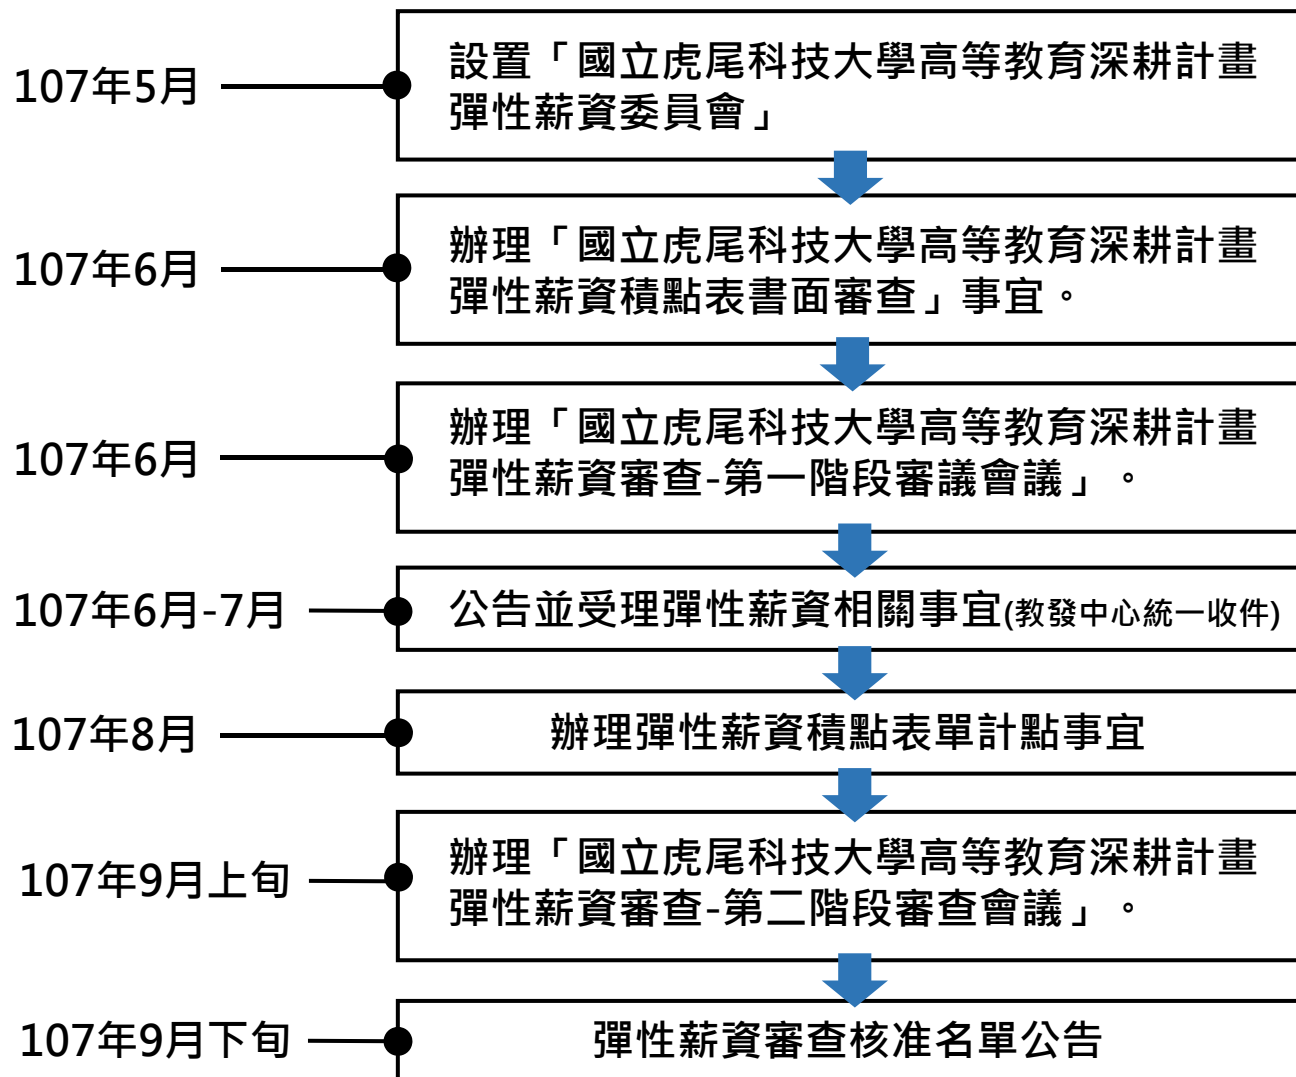 107年5月
設置「國立虎尾科技大學高等教育深耕計畫
彈性薪資委員會」
107年6月
辦理「國立虎尾科技大學高等教育深耕計畫
彈性薪資積點表書面審查」事宜。
107年6月
辦理「國立虎尾科技大學高等教育深耕計畫
彈性薪資審查-第一階段審議會議」。
107年6月-7月
公告並受理彈性薪資相關事宜(教發中心統一收件)
107年8月
辦理彈性薪資積點表單計點事宜
107年9月上旬
辦理「國立虎尾科技大學高等教育深耕計畫
彈性薪資審查-第二階段審查會議」。
107年9月下旬
彈性薪資審查核准名單公告